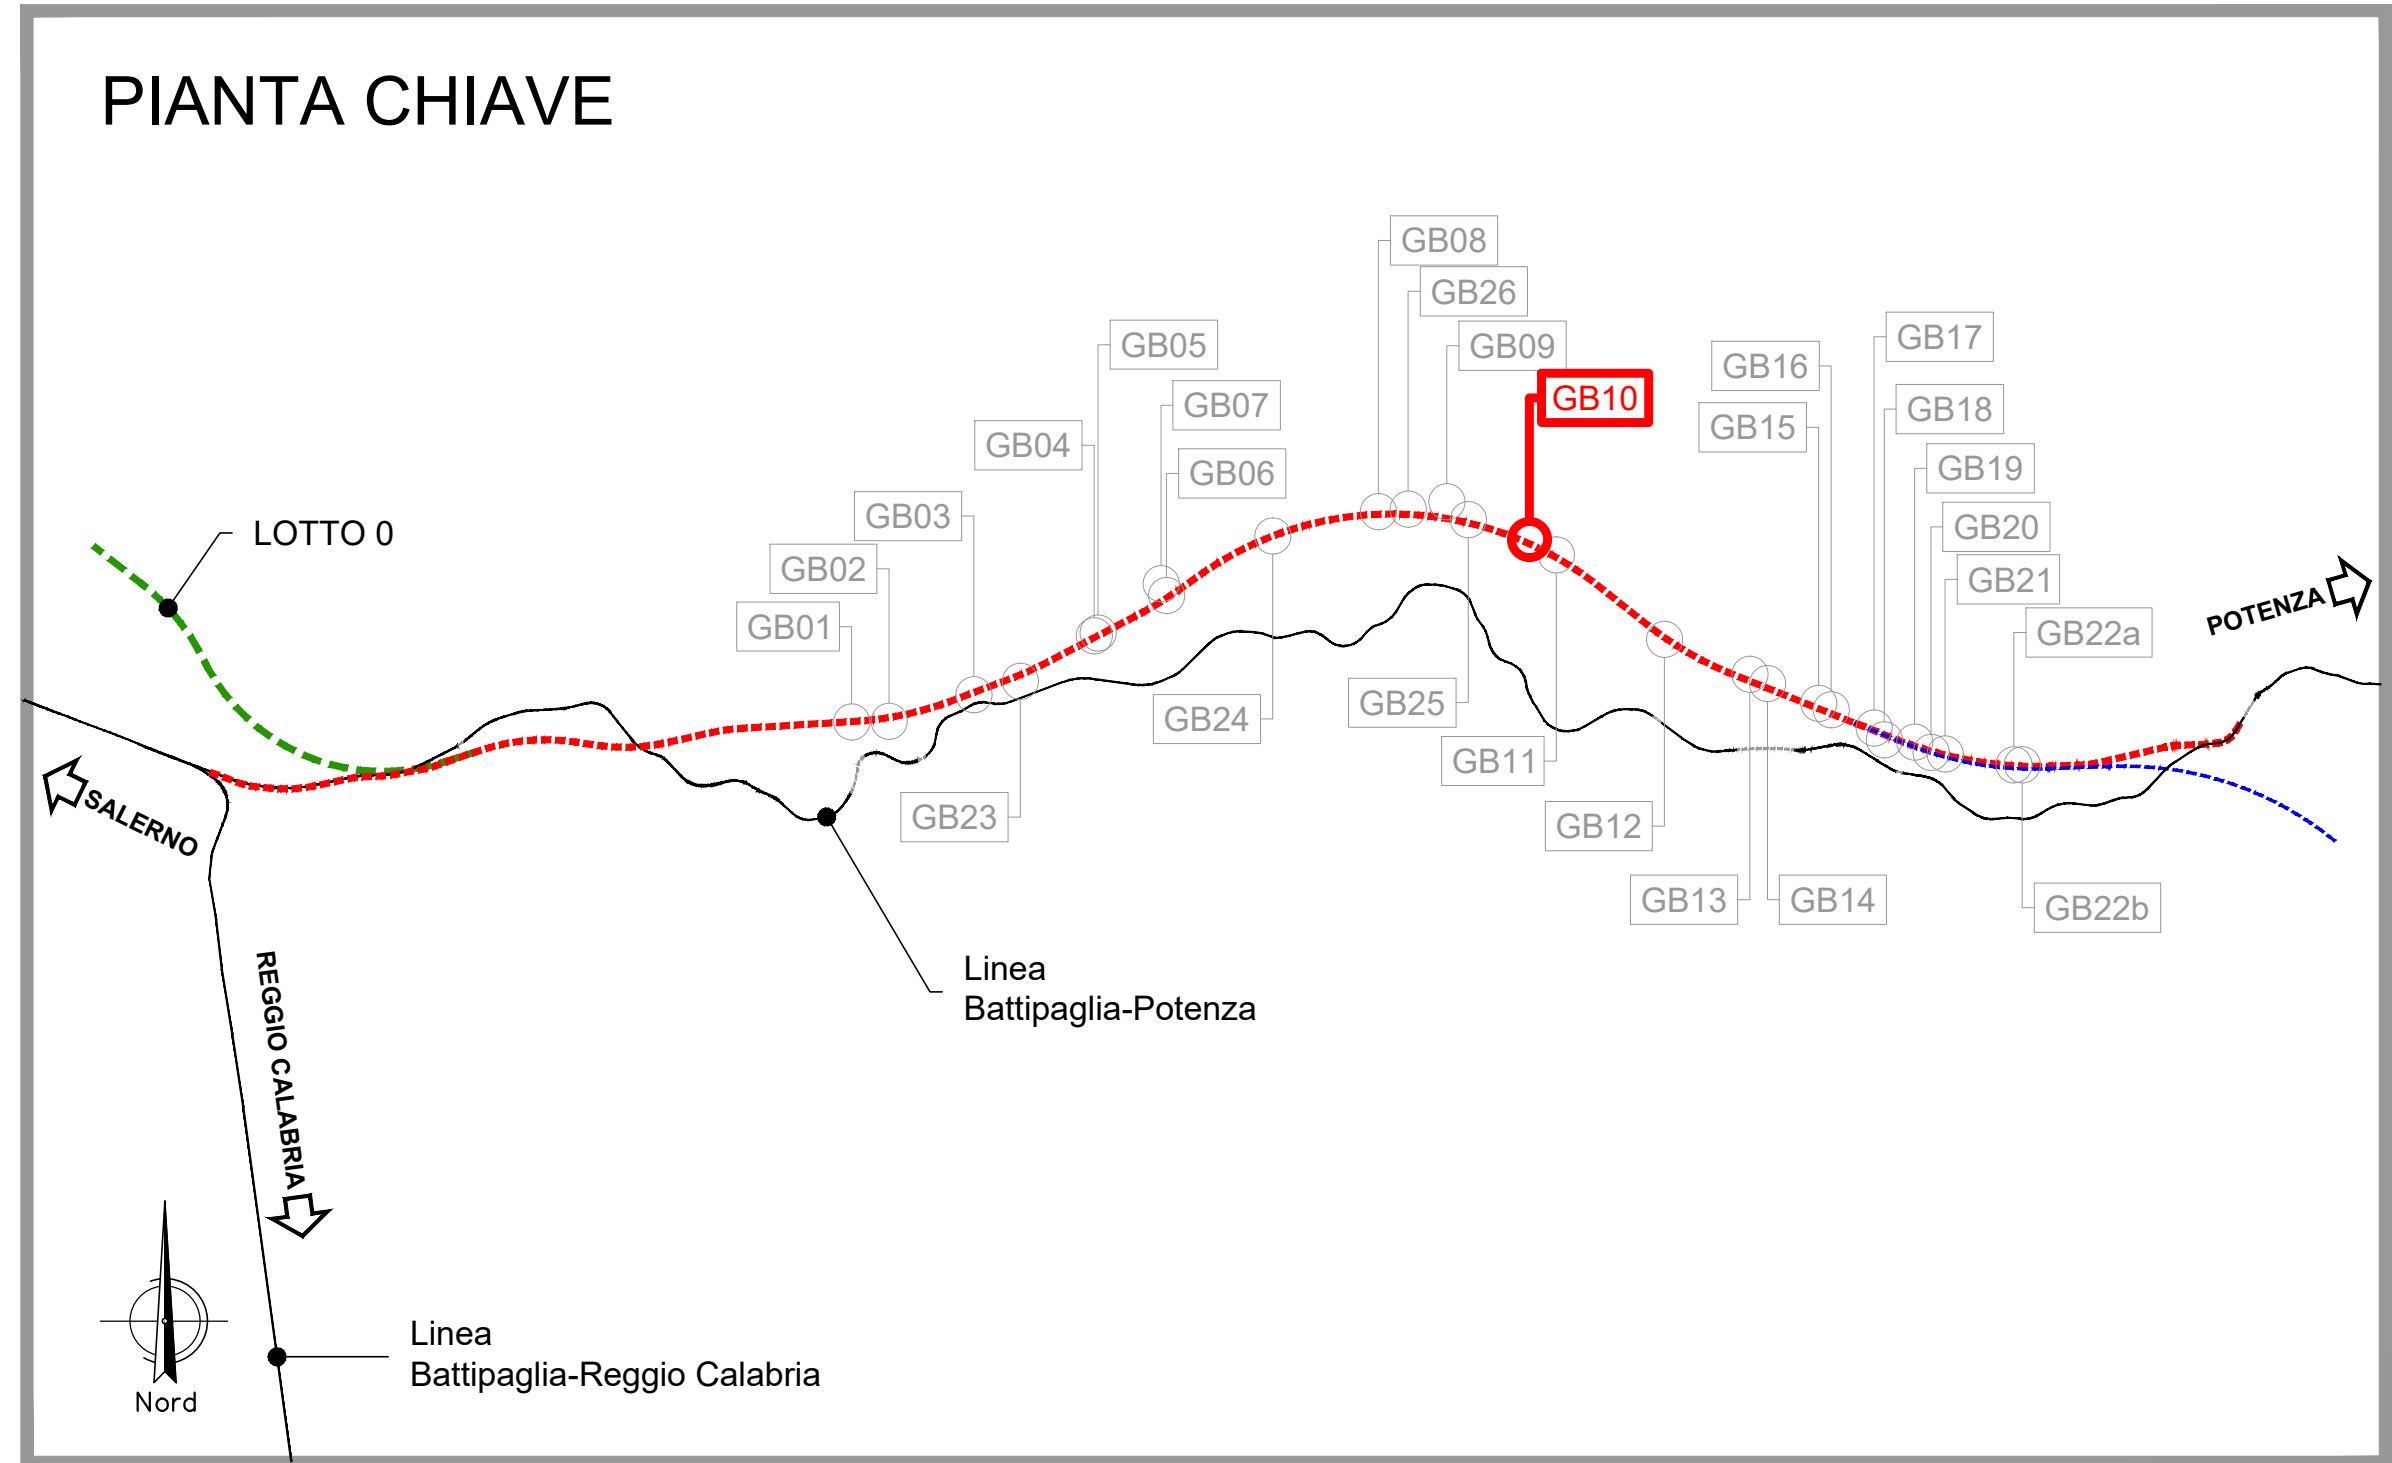 PIANTA CHIAVE
GB08
GB26
GB05
GB17
GB09
GB16
GB07
GB10
GB18
GB15
GB04
GB06
GB19
GB03
LOTTO 0
GB20
GB02
GB21
POTENZA
GB01
GB22a
GB25
GB24
GB11
SALERNO
GB23
GB12
GB13
GB14
GB22b
REGGIO CALABRIA
Linea
Battipaglia-Potenza
Linea
Battipaglia-Reggio Calabria
Nord